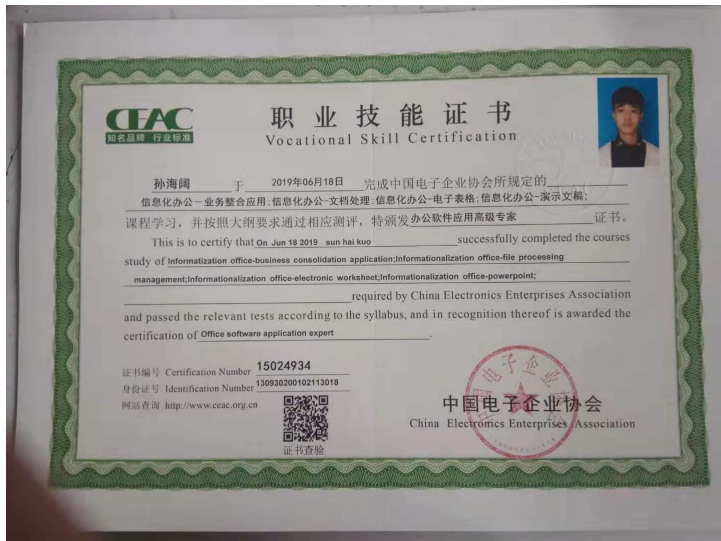 CEAC
知名品牌 行业标准
职业技能证书
Vocational Skill Certification
孙海阔 于 2019年06月18日 完成中国电子企业协会所规定的
信息化办公-业务整合应用;信息化办公-文档处理;信息化办公-电子表格;信息化办公-演示文稿;
课程学习，并按照大纲要求通过相应测评，特颁发办公软件应用高级专家 证书。
This is to certify that On Jun 18 2019 sun hai kuo successfully completed the courses
study of Informatization office-business consolidation application;Informationalization office-file processing
management;Informationalization office-electronic worksheet;Informationalization office-powerpoint;
required by China Electronics Enterprises Association
and passed the relevant tests according to the syllabus, and in recognition thereof is awarded the
certification of Office software application expert.
证书编号 Certification Number 15024934
身份证号 Identification Number 130930200102113018
网站查询 http://www.ceac.org.cn
证书查验
中国电子企业协会
China Electronics Enterprises Association
中国电子企业协会